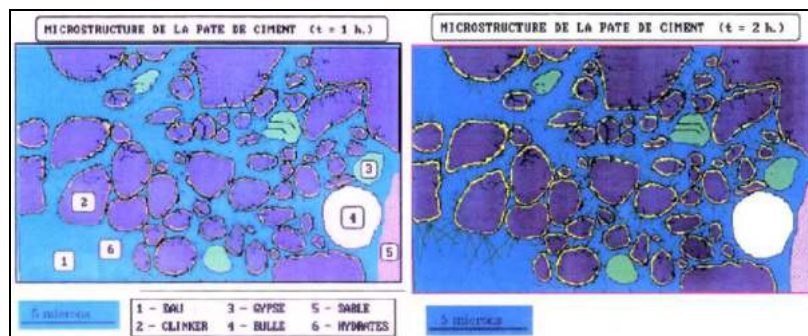 MICROSTRUCTURE DE LA PATE DE CIMENT (t = 1 h.)
2
3
4
1
6
5
5 microns
1 - EAU 3 - GYPSE 5 - SABLE
2 - CLINKER 4 - BULLE 6 - HYDRATES
MICROSTRUCTURE DE LA PATE DE CIMENT (t = 2 h.)
5 microns